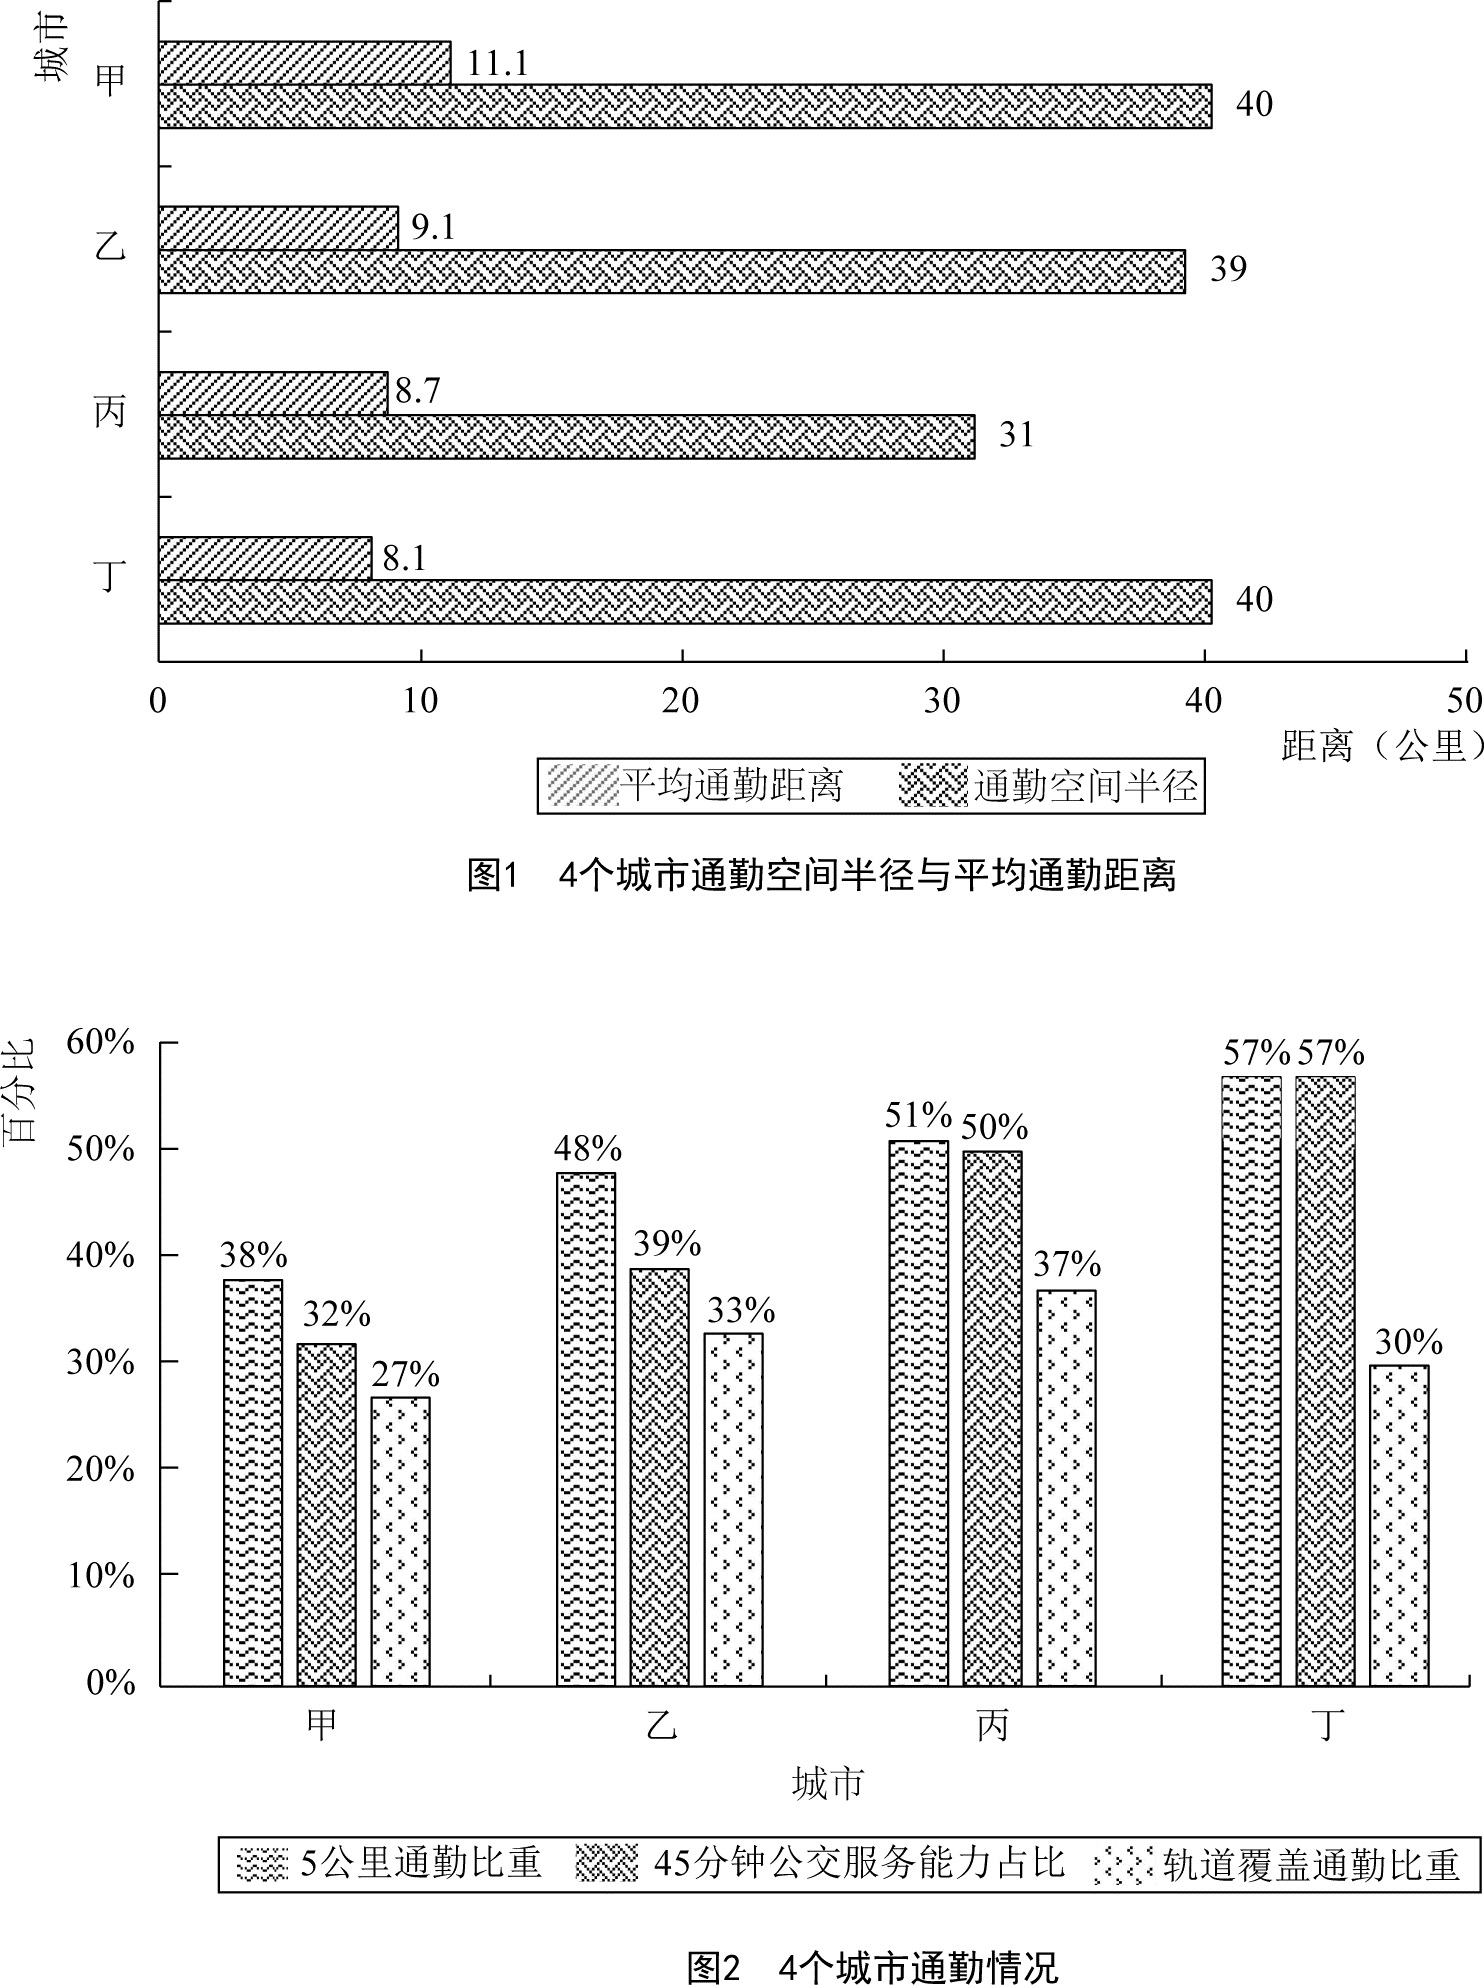 城市
甲
11.1
40
乙
9.1
39
丙
8.7
31
丁
8.1
40
0 10 20 30 40 50
距离（公里）
平均通勤距离 通勤空间半径
图1 4个城市通勤空间半径与平均通勤距离
百分比
60%
50%
40%
30%
20%
10%
0%
38% 32% 27%
48% 39% 33%
51% 50% 37%
57% 57% 30%
甲 乙 丙 丁
城市
5公里通勤比重 45分钟公交服务能力占比 轨道覆盖通勤比重
图2 4个城市通勤情况